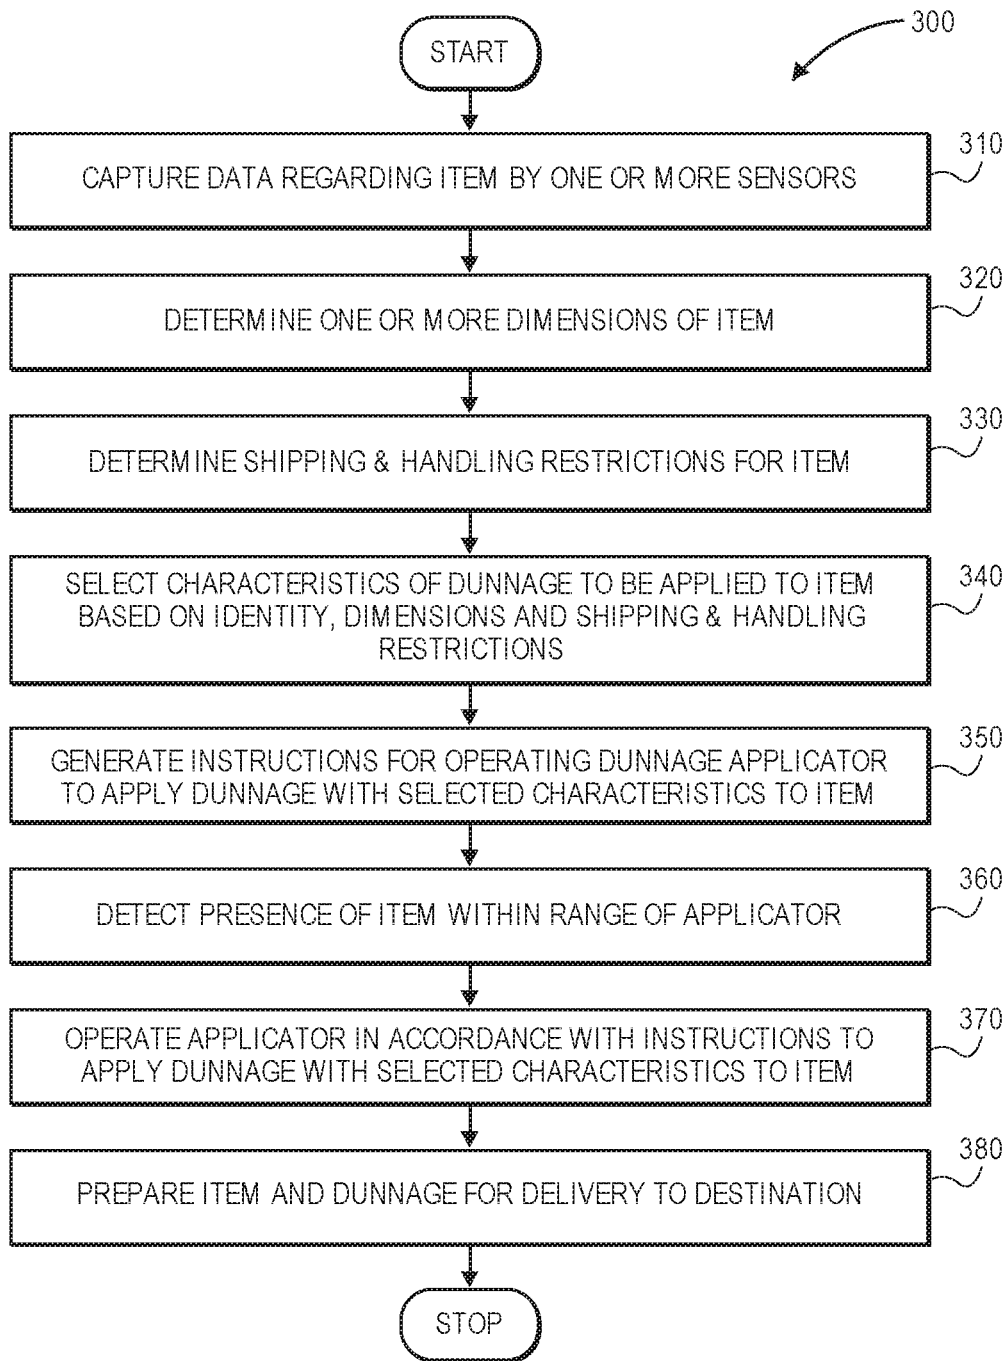 300
START
310
CAPTURE DATA REGARDING ITEM BY ONE OR MORE SENSORS
320
DETERMINE ONE OR MORE DIMENSIONS OF ITEM
330
DETERMINE SHIPPING & HANDLING RESTRICTIONS FOR ITEM
340
SELECT CHARACTERISTICS OF DUNNAGE TO BE APPLIED TO ITEM
BASED ON IDENTITY, DIMENSIONS AND SHIPPING & HANDLING
RESTRICTIONS
350
GENERATE INSTRUCTIONS FOR OPERATING DUNNAGE APPLICATOR
TO APPLY DUNNAGE WITH SELECTED CHARACTERISTICS TO ITEM
360
DETECT PRESENCE OF ITEM WITHIN RANGE OF APPLICATOR
370
OPERATE APPLICATOR IN ACCORDANCE WITH INSTRUCTIONS TO
APPLY DUNNAGE WITH SELECTED CHARACTERISTICS TO ITEM
380
PREPARE ITEM AND DUNNAGE FOR DELIVERY TO DESTINATION
STOP